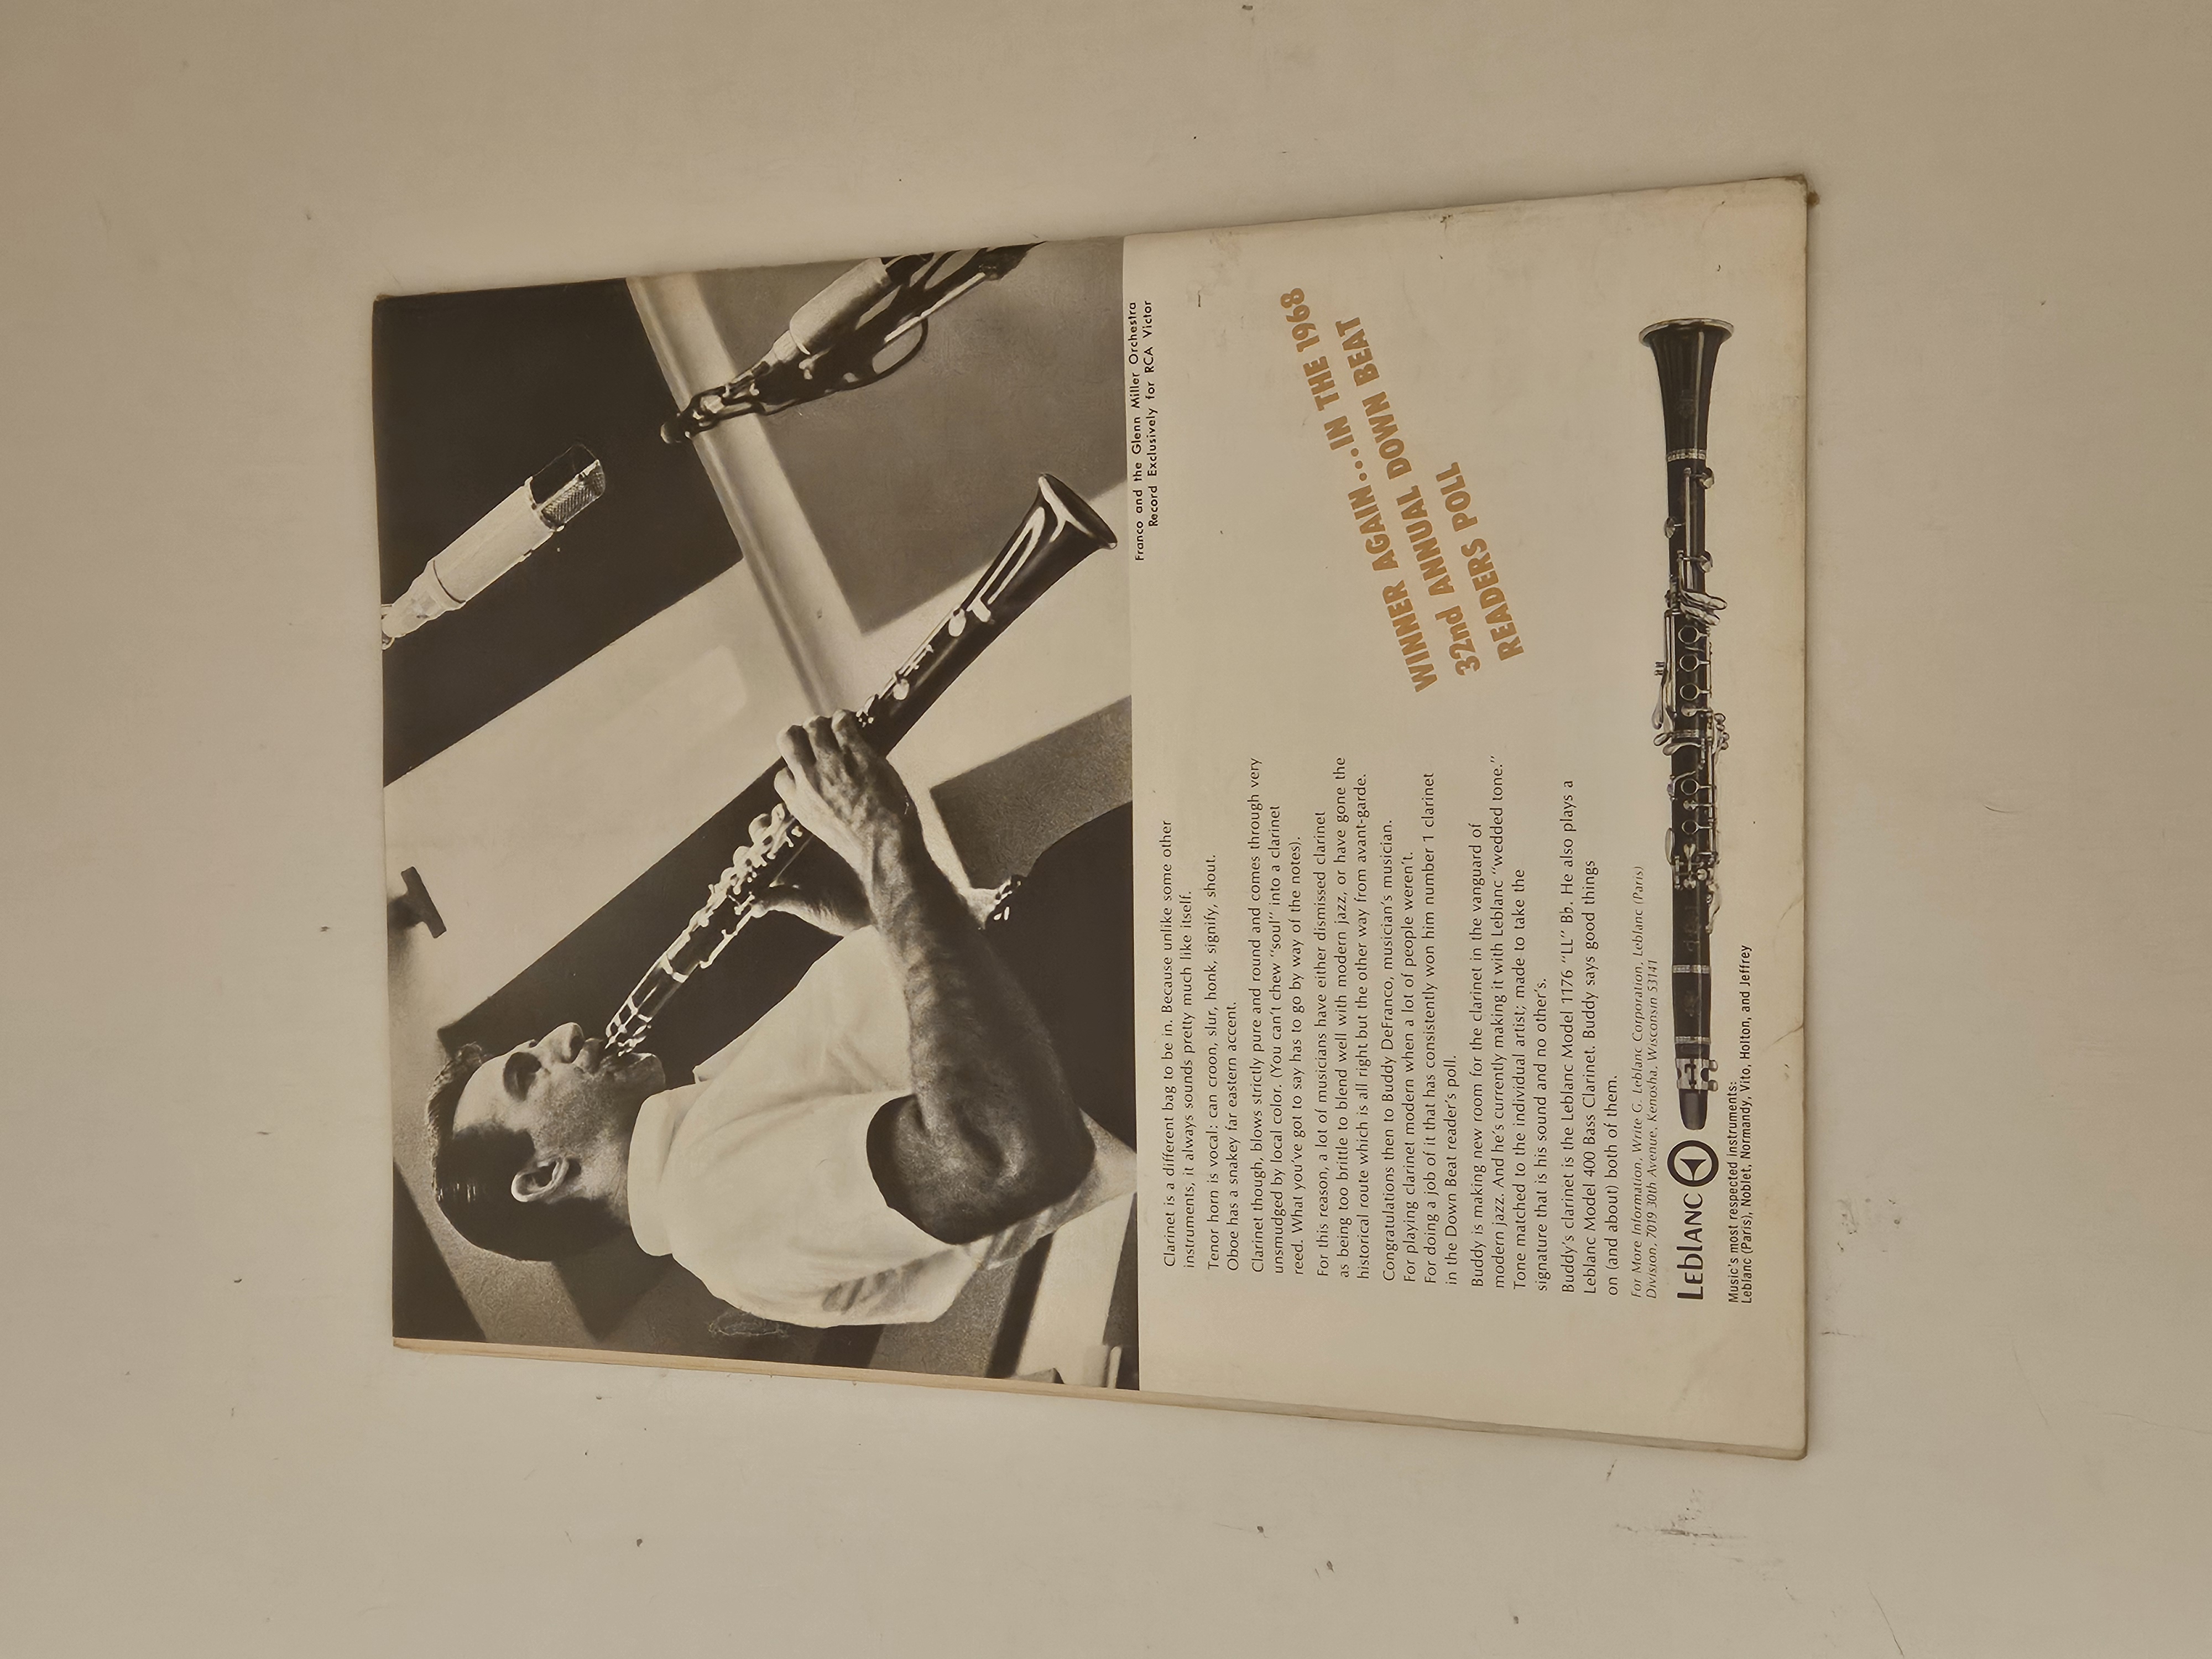 Franco and the Glenn Miller Orchestra
Record Exclusively for RCA Victor
Clarinet is a different bag to be in. Because unlike some other
instruments, it always sounds pretty much like itself.
Tenor horn is vocal: can croon, slur, honk, signify, shout.
Oboe has a snakey far eastern accent.
Clarinet though, blows strictly pure and round and comes through very
unsmudged by local color. (You can't chew "soul" into a clarinet
reed. What you've got to say has to go by way of the notes).
For this reason, a lot of musicians have either dismissed clarinet
as being too brittle to blend well with modern jazz, or have gone the
historical route which is all right but the other way from avant-garde.
Congratulations then to Buddy DeFranco, musician's musician.
For playing clarinet modern when a lot of people weren't.
For doing a job of it that has consistently won him number 1 clarinet
in the Down Beat reader's poll.
Buddy is making new room for the clarinet in the vanguard of
modern jazz. And he's currently making it with Leblanc "wedded tone."
Tone matched to the individual artist; made to take the
signature that is his sound and no other's.
Buddy's clarinet is the Leblanc Model 1176 "LL" Bb. He also plays a
Leblanc Model 400 Bass Clarinet. Buddy says good things
on (and about) both of them.
WINNER AGAIN...IN THE 1968
32nd ANNUAL DOWN BEAT
READERS POLL
For More Information, Write G. Leblanc Corporation, Leblanc (Paris)
Division, 7019 30th Avenue, Kenosha, Wisconsin 53141
LEBLANC
Music's most respected instruments:
Leblanc (Paris), Noblet, Normandy, Vito, Holton, and Jeffrey